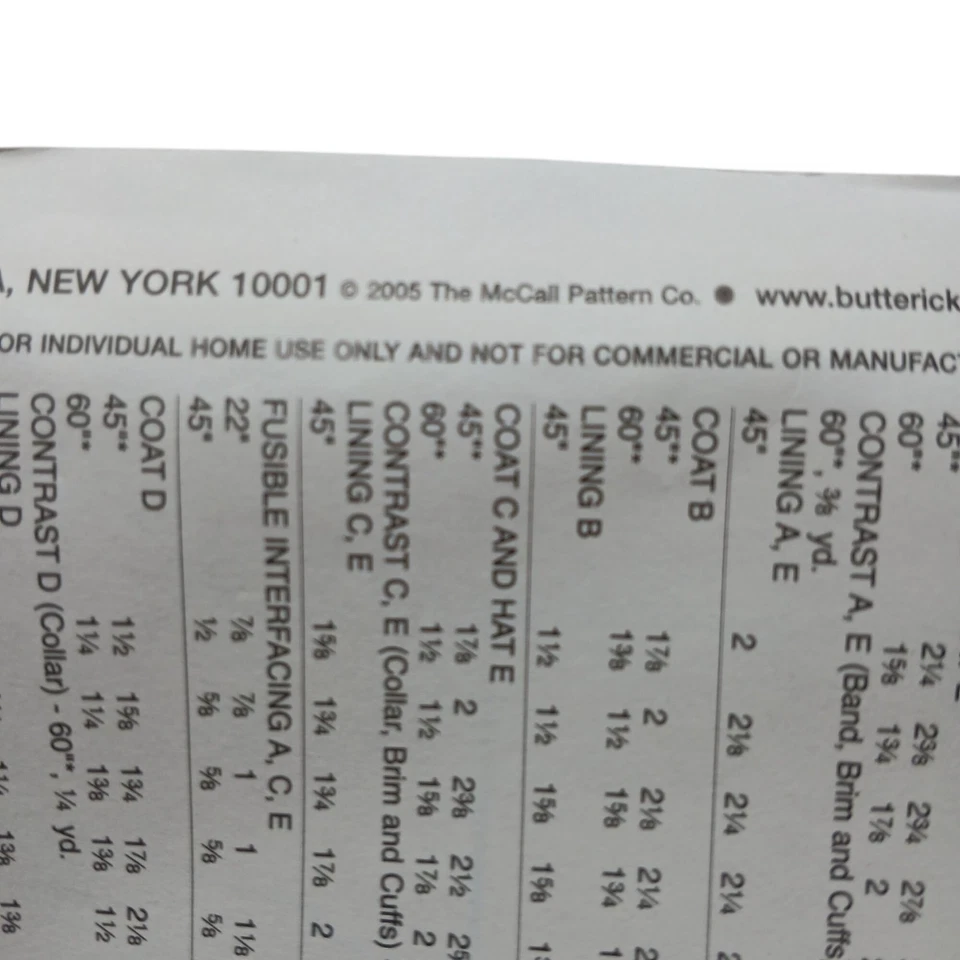 NEW YORK 10001 © 2005 The McCall Pattern Co. ● www.butterick
OR INDIVIDUAL HOME USE ONLY AND NOT FOR COMMERCIAL OR
45"* 2¼ 2⅜ 2¾ 2⅞
60"* 1⅝ 1¾ 1⅞ 2
CONTRAST A, E (Band, Brim and Cuffs
60"*, ⅜ yd.
LINING A, E
45" 2 2⅛ 2¼ 2¼
COAT B
45"* 1⅞ 2 2⅛ 2¼
60"* 1⅜ 1½ 1⅝ 1¾
LINING B
45" 1½ 1½ 1⅝ 1⅝
COAT C AND HAT E
45"* 1⅞ 2 2⅜ 2½
60"* 1½ 1½ 1⅝ 1⅞ 2
CONTRAST C, E (Collar, Brim and Cuffs)
LINING C, E
45" 1⅝ 1¾ 1¾ 1⅞ 2
FUSIBLE INTERFACING A, C, E
22" ⅞ ⅞ 1 1 1⅛
45" ½ ⅝ ⅝ ⅝ ⅝
COAT D
45"* 1½ 1⅝ 1¾ 1⅞ 2⅛
60"* 1¼ 1¼ 1⅜ 1⅜ 1½
CONTRAST D (Collar) - 60"*, ¼ yd.
LINING D
1⅜ 1⅜